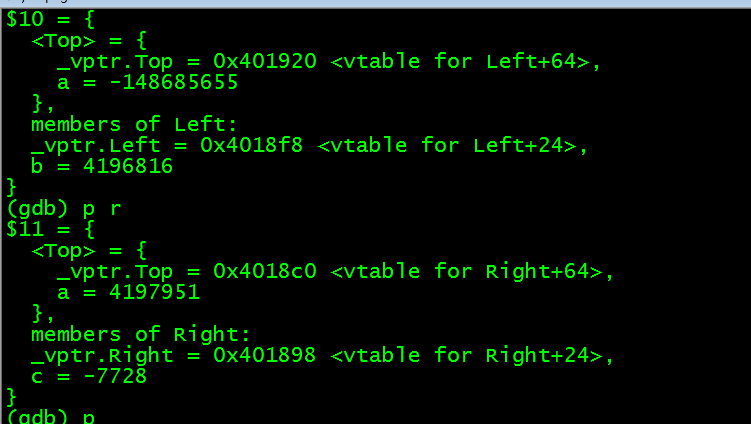 $10 = {
  <Top> = {
    _vptr.Top = 0x401920 <vtable for Left+64>,
    a = -148685655
  },
  members of Left:
  _vptr.Left = 0x4018f8 <vtable for Left+24>,
  b = 4196816
}
(gdb) p r
$11 = {
  <Top> = {
    _vptr.Top = 0x4018c0 <vtable for Right+64>,
    a = 4197951
  },
  members of Right:
  _vptr.Right = 0x401898 <vtable for Right+24>,
  c = -7728
}
(gdb) p